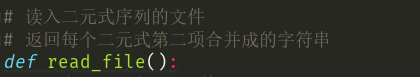 # 读入二元式序列的文件
# 返回每个二元式第二项合并成的字符串
def read_file():